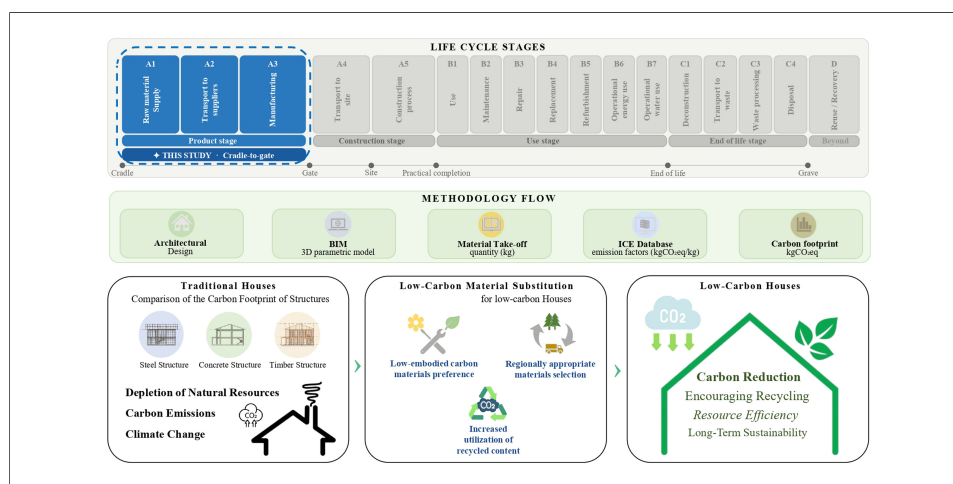 LIFE CYCLE STAGES
A1
Raw material
Supply
A2
Transport to
suppliers
A3
Manufacturing
A4
Transport to
site
A5
Construction
process
B1
Use
B2
Maintenance
B3
Repair
B4
Replacement
B5
Refurbishment
B6
Operational
energy use
B7
Operational
water use
C1
Deconstruction
C2
Transport to
waste
C3
Waste processing
C4
Disposal
D
Reuse / Recovery
Product stage
Construction stage
Use stage
End of life stage
Beyond
✦ THIS STUDY · Cradle-to-gate
Cradle
Gate
Site
Practical completion
End of life
Grave
METHODOLOGY FLOW
Architectural
Design
BIM
3D parametric model
Material Take-off
quantity (kg)
ICE Database
emission factors (kgCO₂eq/kg)
Carbon footprint
kgCO₂eq
Traditional Houses
Comparison of the Carbon Footprint of Structures
Steel Structure
Concrete Structure
Timber Structure
Depletion of Natural Resources
Carbon Emissions
CO₂
Climate Change
Low-Carbon Material Substitution
for low-carbon Houses
Low-embodied carbon
materials preference
Regionally appropriate
materials selection
CO₂
Increased
utilization of
recycled content
Low-Carbon Houses
CO₂
Carbon Reduction
Encouraging Recycling
Resource Efficiency
Long-Term Sustainability